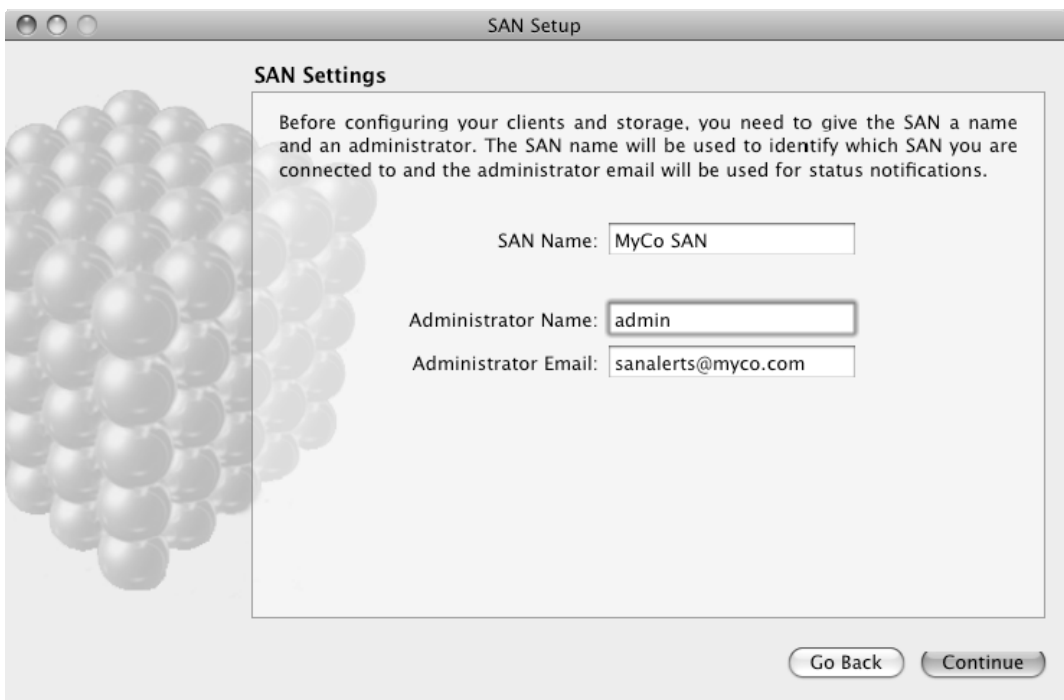 SAN Setup
SAN Settings
Before configuring your clients and storage, you need to give the SAN a name
and an administrator. The SAN name will be used to identify which SAN you are
connected to and the administrator email will be used for status notifications.
SAN Name: MyCo SAN
Administrator Name: admin
Administrator Email: sanalerts@myco.com
Go Back Continue